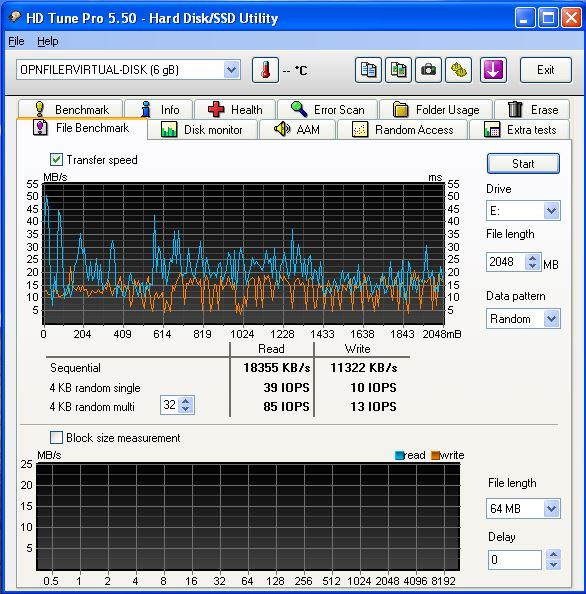 HD Tune Pro 5.50 - Hard Disk/SSD Utility
File Help
OPNFILERVIRTUAL-DISK (6 gB) -- °C Exit
Benchmark Info Health Error Scan Folder Usage Erase
File Benchmark Disk monitor AAM Random Access Extra tests
Transfer speed Start
MB/s ms
55 55
50 50
45 45
40 40
35 35
30 30
25 25
20 20
15 15
10 10
5 5
0 204 409 614 819 1024 1228 1433 1638 1843 2048mB
Drive
E:
File length
2048 MB
Data pattern
Random
Read Write
Sequential 18355 KB/s 11322 KB/s
4 KB random single 39 IOPS 10 IOPS
4 KB random multi 32 85 IOPS 13 IOPS
Block size measurement
MB/s read write
25
20
15
10
5
0.5 1 2 4 8 16 32 64 128 256 512 1024 2048 4096 8192
File length
64 MB
Delay
0